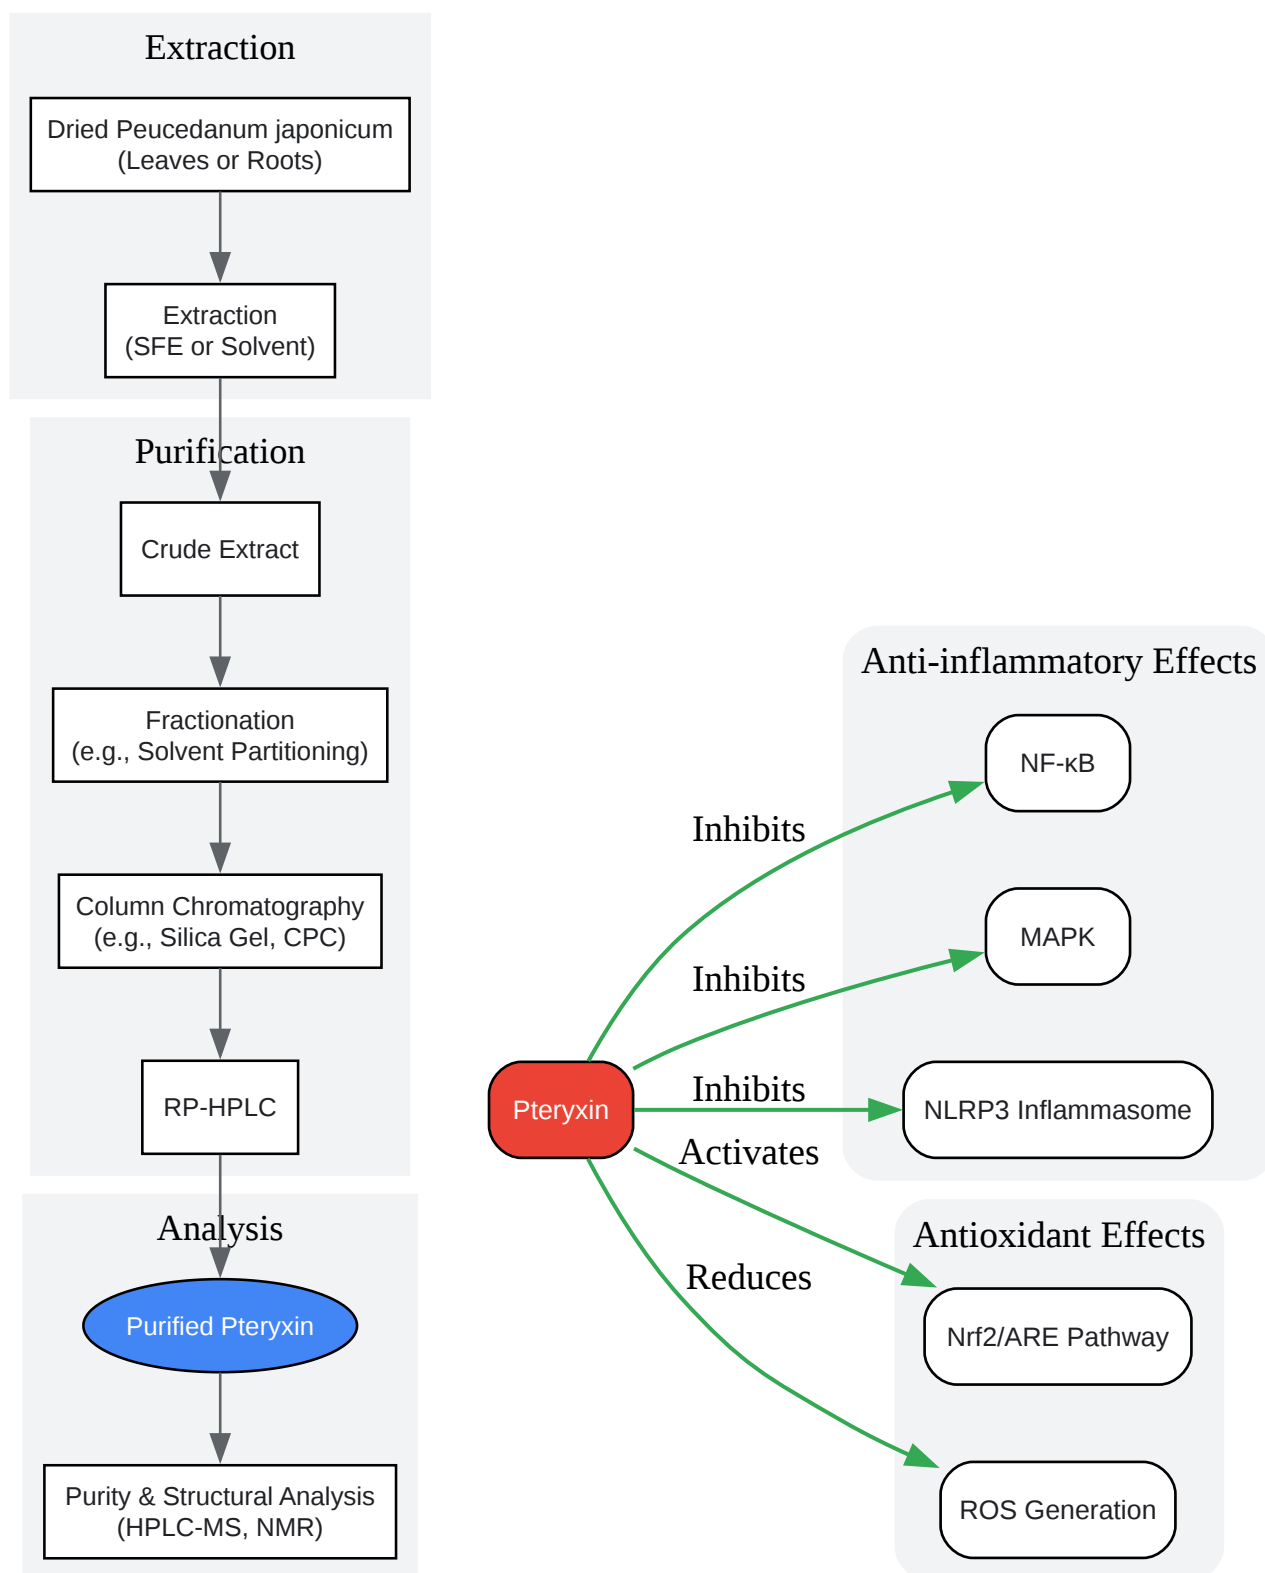 Extraction
Dried Peucedanum japonicum
(Leaves or Roots)
Extraction
(SFE or Solvent)
Purification
Crude Extract
Fractionation
(e.g., Solvent Partitioning)
Column Chromatography
(e.g., Silica Gel, CPC)
RP-HPLC
Analysis
Purified Pteryxin
Purity & Structural Analysis
(HPLC-MS, NMR)
Pteryxin
Inhibits
Inhibits
Inhibits
Activates
Reduces
Anti-inflammatory Effects
NF-κB
MAPK
NLRP3 Inflammasome
Antioxidant Effects
Nrf2/ARE Pathway
ROS Generation